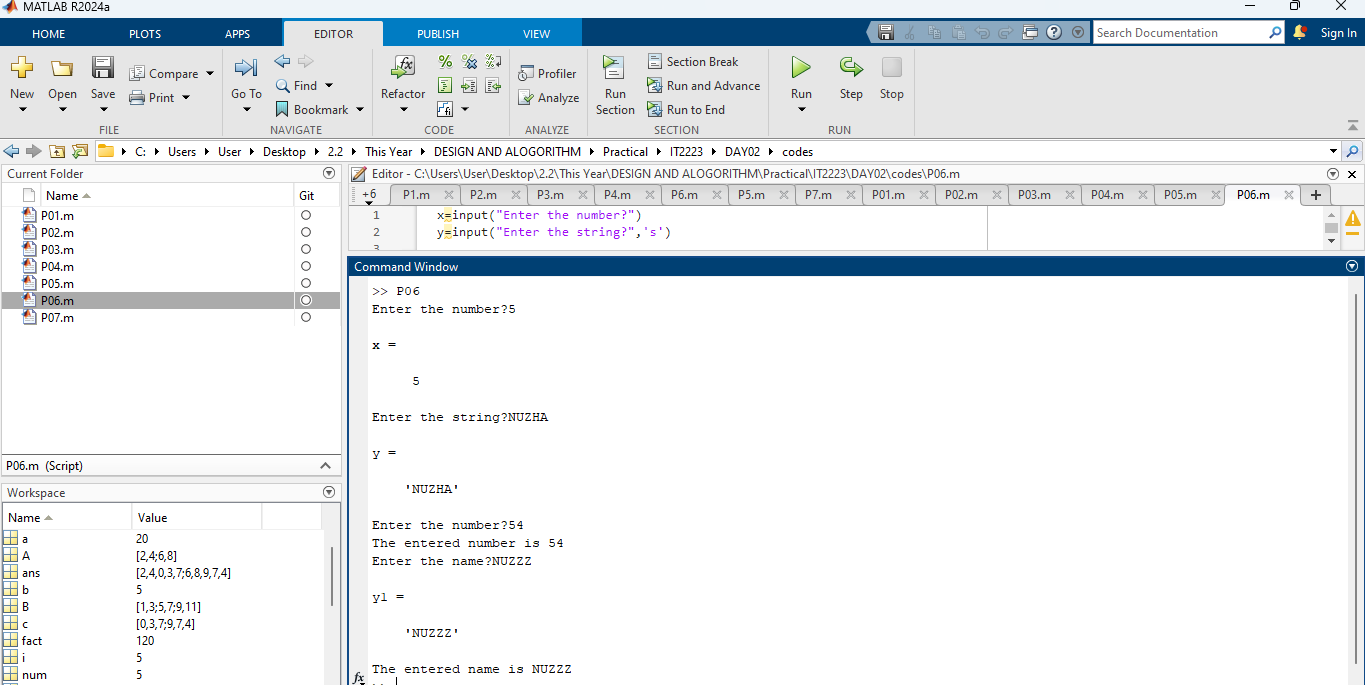 MATLAB R2024a
HOME PLOTS APPS EDITOR PUBLISH VIEW Search Documentation Sign In
New Open Save Compare Print
FILE
Go To Find Bookmark
NAVIGATE
Refactor
CODE
Profiler
Analyze
ANALYZE
Run Section
Section Break
Run and Advance
Run to End
SECTION
Run Step Stop
RUN
C: Users User Desktop 2.2 This Year DESIGN AND ALOGORITHM Practical IT2223 DAY02 codes
Current Folder
Name Git
P01.m
P02.m
P03.m
P04.m
P05.m
P06.m
P07.m
P06.m (Script)
Workspace
Name Value
a 20
A [2,4;6,8]
ans [2,4,0,3,7;6,8,9,7,4]
b 5
B [1,3;5,7;9,11]
c [0,3,7;9,7,4]
fact 120
i 5
num 5
Editor - C:\Users\User\Desktop\2.2\This Year\DESIGN AND ALOGORITHM\Practical\IT2223\DAY02\codes\P06.m
+6 P1.m P2.m P3.m P4.m P6.m P5.m P7.m P01.m P02.m P03.m P04.m P05.m P06.m
1 x=input("Enter the number?")
2 y=input("Enter the string?",'s')
3
Command Window
>> P06
Enter the number?5
x =
5
Enter the string?NUZHA
y =
'NUZHA'
Enter the number?54
The entered number is 54
Enter the name?NUZZZ
y1 =
'NUZZZ'
The entered name is NUZZZ
fx >>